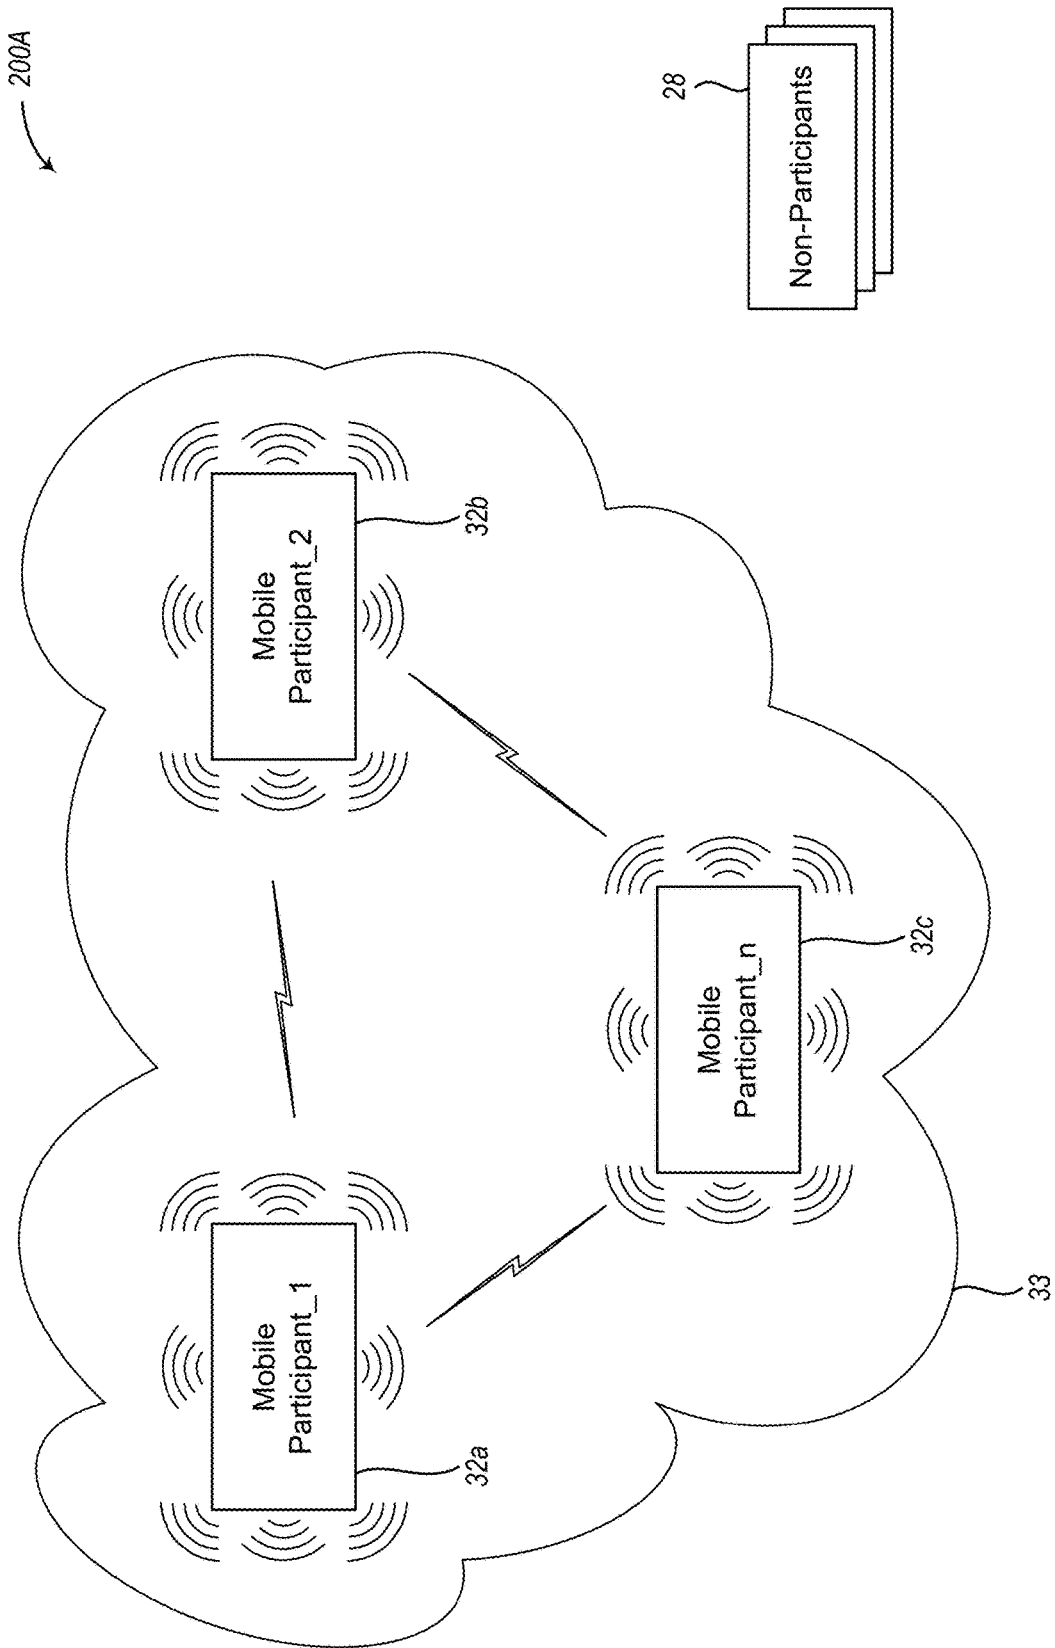 200A
Mobile
Participant_1
32a
Mobile
Participant_2
32b
Mobile
Participant_n
32c
33
Non-Participants
28